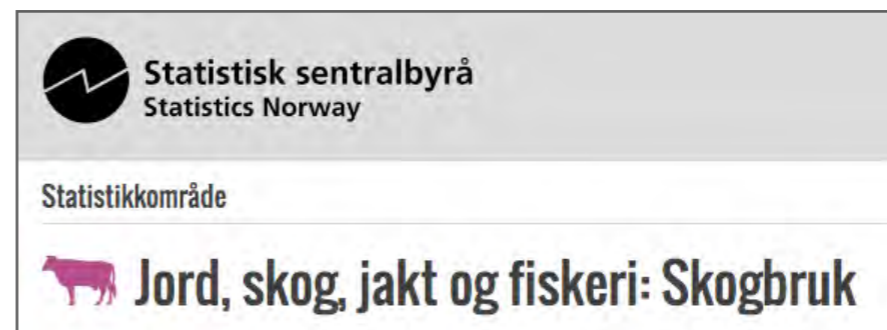 Statistisk sentralbyrå
Statistics Norway
Statistikkområde
Jord, skog, jakt og fiskeri: Skogbruk